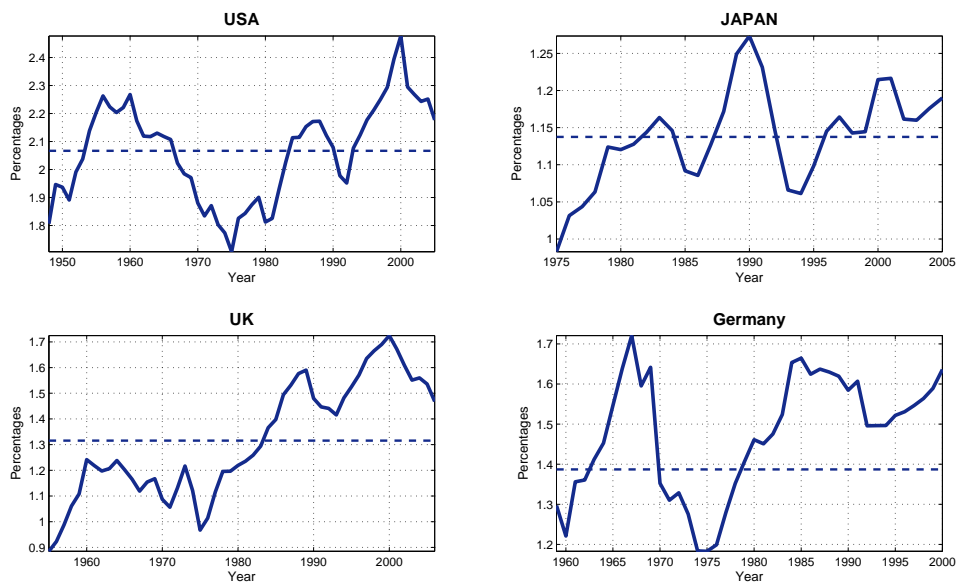 USA
2.4
2.3
2.2
2.1
2
1.9
1.8
Percentages
1950 1960 1970 1980 1990 2000
Year
JAPAN
1.25
1.2
1.15
1.1
1.05
1
Percentages
1975 1980 1985 1990 1995 2000 2005
Year
UK
1.7
1.6
1.5
1.4
1.3
1.2
1.1
1
0.9
Percentages
1960 1970 1980 1990 2000
Year
Germany
1.7
1.6
1.5
1.4
1.3
1.2
Percentages
1960 1965 1970 1975 1980 1985 1990 1995 2000
Year